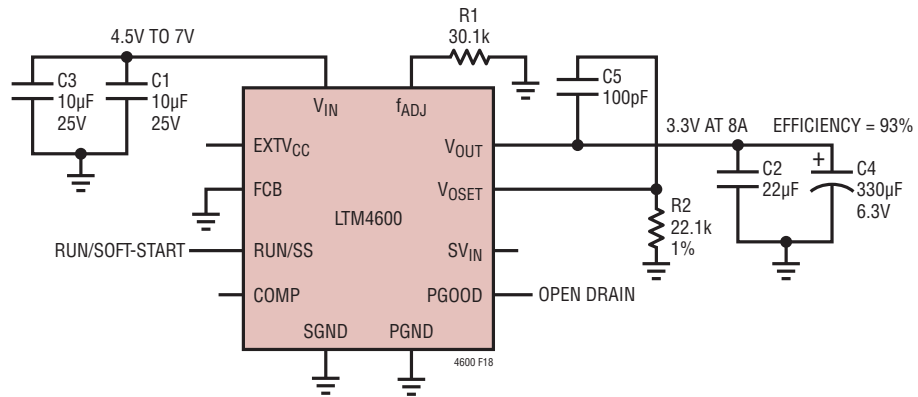 4.5V TO 7V
C3
10µF
25V
C1
10µF
25V
R1
30.1k
C5
100pF
3.3V AT 8A
EFFICIENCY = 93%
C2
22µF
+
C4
330µF
6.3V
R2
22.1k
1%
VIN
fADJ
EXTVCC
FCB
RUN/SOFT-START
RUN/SS
COMP
LTM4600
VOUT
VOSET
SVIN
PGOOD
OPEN DRAIN
SGND
PGND
4600 F18